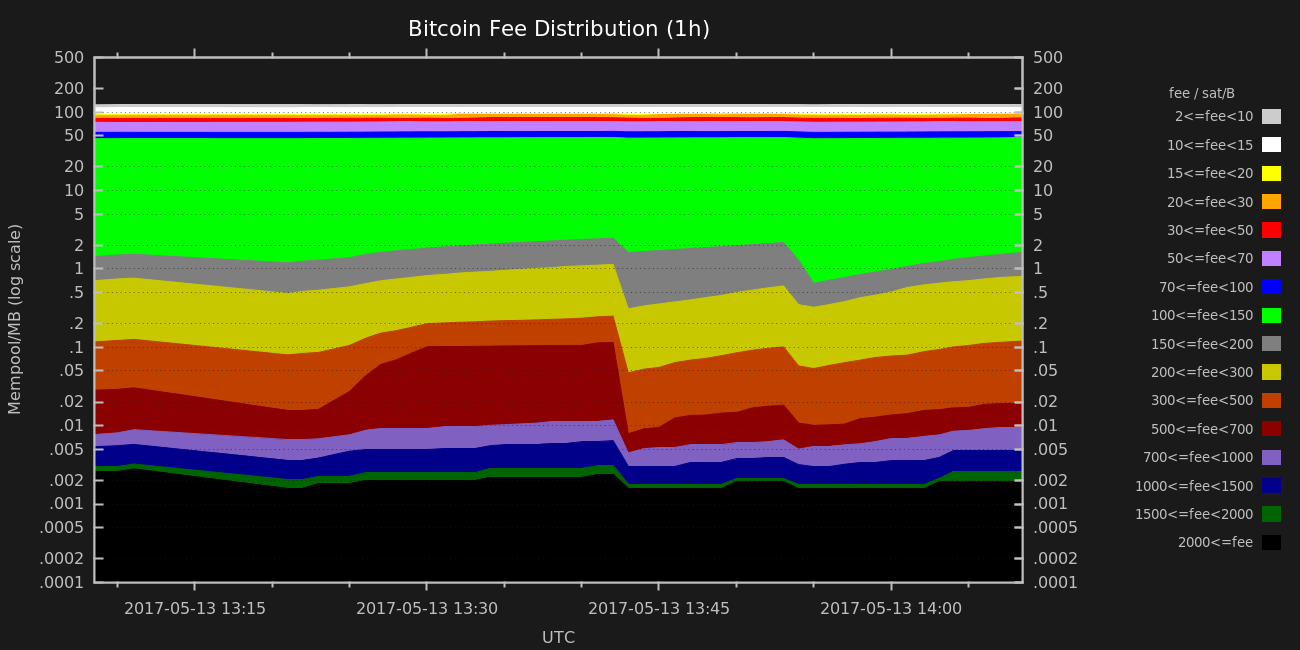 Bitcoin Fee Distribution (1h)
500 500
200 200
100 100
50 50
20 20
10 10
5 5
2 2
1 1
.5 .5
.2 .2
.1 .1
.05 .05
.02 .02
.01 .01
.005 .005
.002 .002
.001 .001
.0005 .0005
.0002 .0002
.0001 .0001
Mempool/MB (log scale)
2017-05-13 13:15 2017-05-13 13:30 2017-05-13 13:45 2017-05-13 14:00
UTC
fee / sat/B
2<=fee<10
10<=fee<15
15<=fee<20
20<=fee<30
30<=fee<50
50<=fee<70
70<=fee<100
100<=fee<150
150<=fee<200
200<=fee<300
300<=fee<500
500<=fee<700
700<=fee<1000
1000<=fee<1500
1500<=fee<2000
2000<=fee